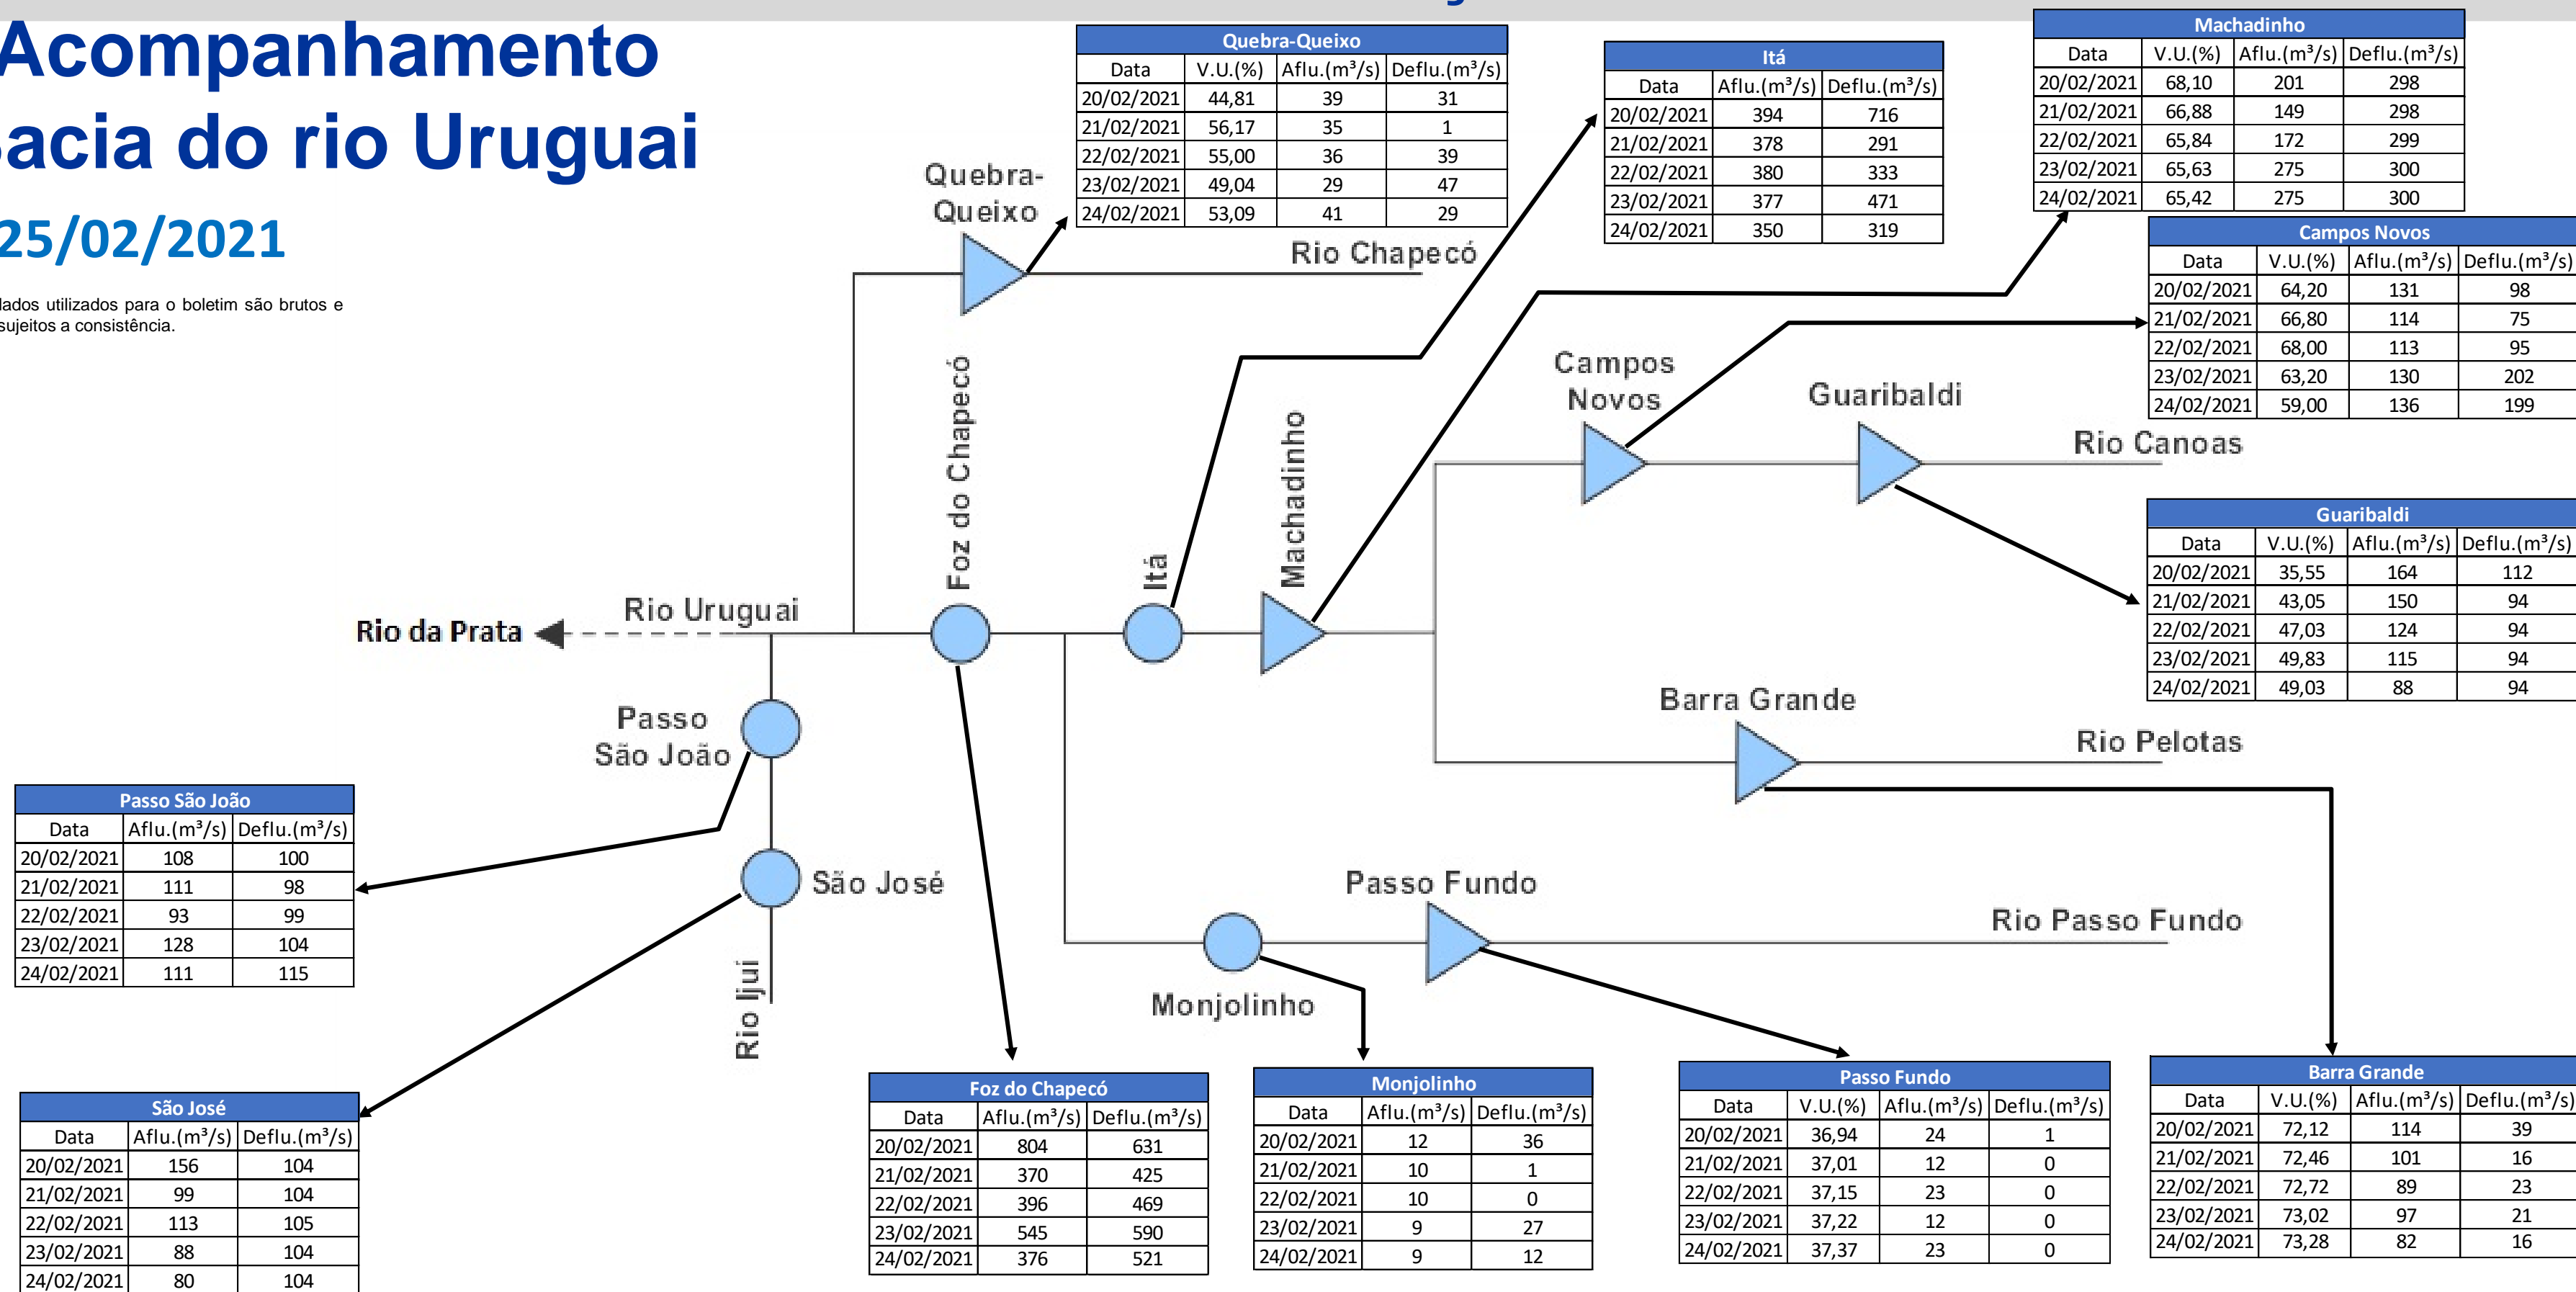 Acompanhamento
Bacia do rio Uruguai
25/02/2021
dados utilizados para o boletim são brutos e
sujeitos a consistência.
Quebra-Queixo
Data V.U.(%) Aflu.(m³/s) Deflu.(m³/s)
20/02/2021 44,81 39 31
21/02/2021 56,17 35 1
22/02/2021 55,00 36 39
23/02/2021 49,04 29 47
24/02/2021 53,09 41 29
Itá
Data Aflu.(m³/s) Deflu.(m³/s)
20/02/2021 394 716
21/02/2021 378 291
22/02/2021 380 333
23/02/2021 377 471
24/02/2021 350 319
Machadinho
Data V.U.(%) Aflu.(m³/s) Deflu.(m³/s)
20/02/2021 68,10 201 298
21/02/2021 66,88 149 298
22/02/2021 65,84 172 299
23/02/2021 65,63 275 300
24/02/2021 65,42 275 300
Campos Novos
Data V.U.(%) Aflu.(m³/s) Deflu.(m³/s)
20/02/2021 64,20 131 98
21/02/2021 66,80 114 75
22/02/2021 68,00 113 95
23/02/2021 63,20 130 202
24/02/2021 59,00 136 199
Quebra-
Queixo
Rio Chapecó
Foz do Chapecó
Itá
Machadinho
Campos
Novos
Guaribaldi
Rio Canoas
Guaribaldi
Data V.U.(%) Aflu.(m³/s) Deflu.(m³/s)
20/02/2021 35,55 164 112
21/02/2021 43,05 150 94
22/02/2021 47,03 124 94
23/02/2021 49,83 115 94
24/02/2021 49,03 88 94
Rio da Prata
Rio Uruguai
Barra Grande
Rio Pelotas
Passo
São João
São José
Rio Ijui
Passo Fundo
Rio Passo Fundo
Monjolinho
Passo São João
Data Aflu.(m³/s) Deflu.(m³/s)
20/02/2021 108 100
21/02/2021 111 98
22/02/2021 93 99
23/02/2021 128 104
24/02/2021 111 115
São José
Data Aflu.(m³/s) Deflu.(m³/s)
20/02/2021 156 104
21/02/2021 99 104
22/02/2021 113 105
23/02/2021 88 104
24/02/2021 80 104
Foz do Chapecó
Data Aflu.(m³/s) Deflu.(m³/s)
20/02/2021 804 631
21/02/2021 370 425
22/02/2021 396 469
23/02/2021 545 590
24/02/2021 376 521
Monjolinho
Data Aflu.(m³/s) Deflu.(m³/s)
20/02/2021 12 36
21/02/2021 10 1
22/02/2021 10 0
23/02/2021 9 27
24/02/2021 9 12
Passo Fundo
Data V.U.(%) Aflu.(m³/s) Deflu.(m³/s)
20/02/2021 36,94 24 1
21/02/2021 37,01 12 0
22/02/2021 37,15 23 0
23/02/2021 37,22 12 0
24/02/2021 37,37 23 0
Barra Grande
Data V.U.(%) Aflu.(m³/s) Deflu.(m³/s)
20/02/2021 72,12 114 39
21/02/2021 72,46 101 16
22/02/2021 72,72 89 23
23/02/2021 73,02 97 21
24/02/2021 73,28 82 16